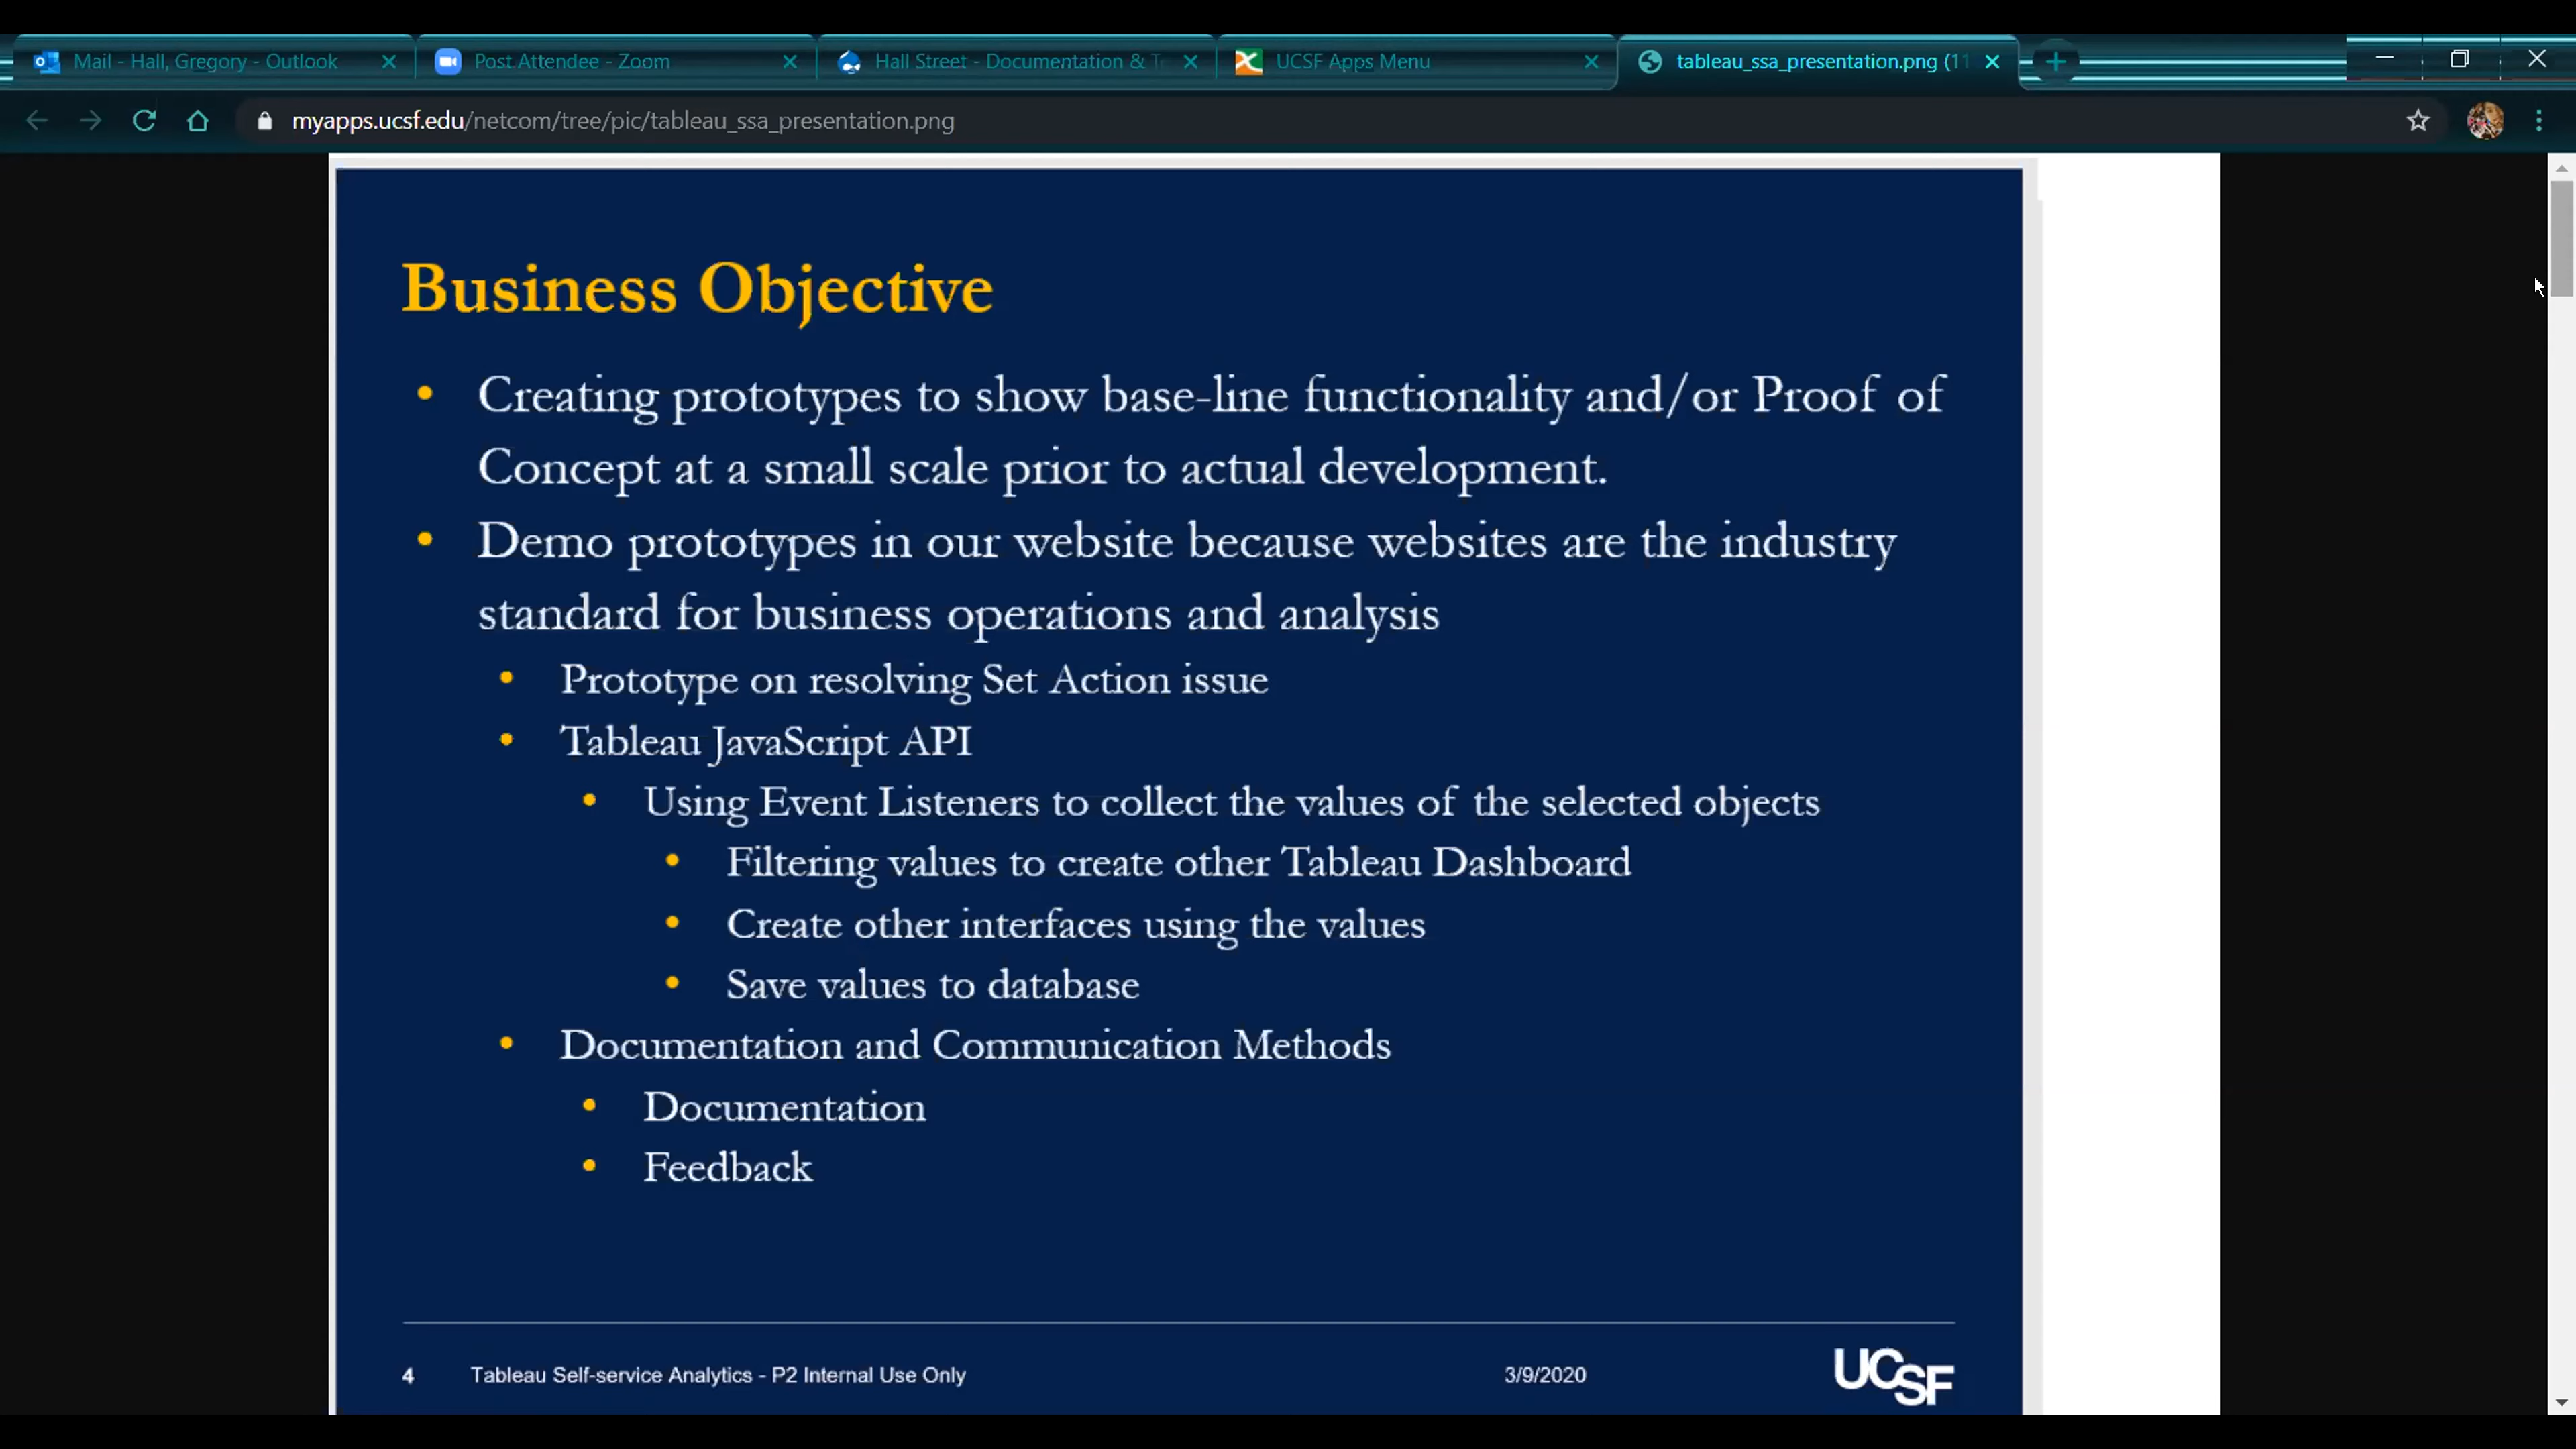 Mail - Hall, Gregory - Outlook
Post Attendee - Zoom
Hall Street - Documentation & T
UCSF Apps Menu
tableau_ssa_presentation.png (11
myapps.ucsf.edu/netcom/tree/pic/tableau_ssa_presentation.png
Business Objective
Creating prototypes to show base-line functionality and/or Proof of
Concept at a small scale prior to actual development.
Demo prototypes in our website because websites are the industry
standard for business operations and analysis
Prototype on resolving Set Action issue
Tableau JavaScript API
Using Event Listeners to collect the values of the selected objects
Filtering values to create other Tableau Dashboard
Create other interfaces using the values
Save values to database
Documentation and Communication Methods
Documentation
Feedback
4 Tableau Self-service Analytics - P2 Internal Use Only 3/9/2020 UCSF